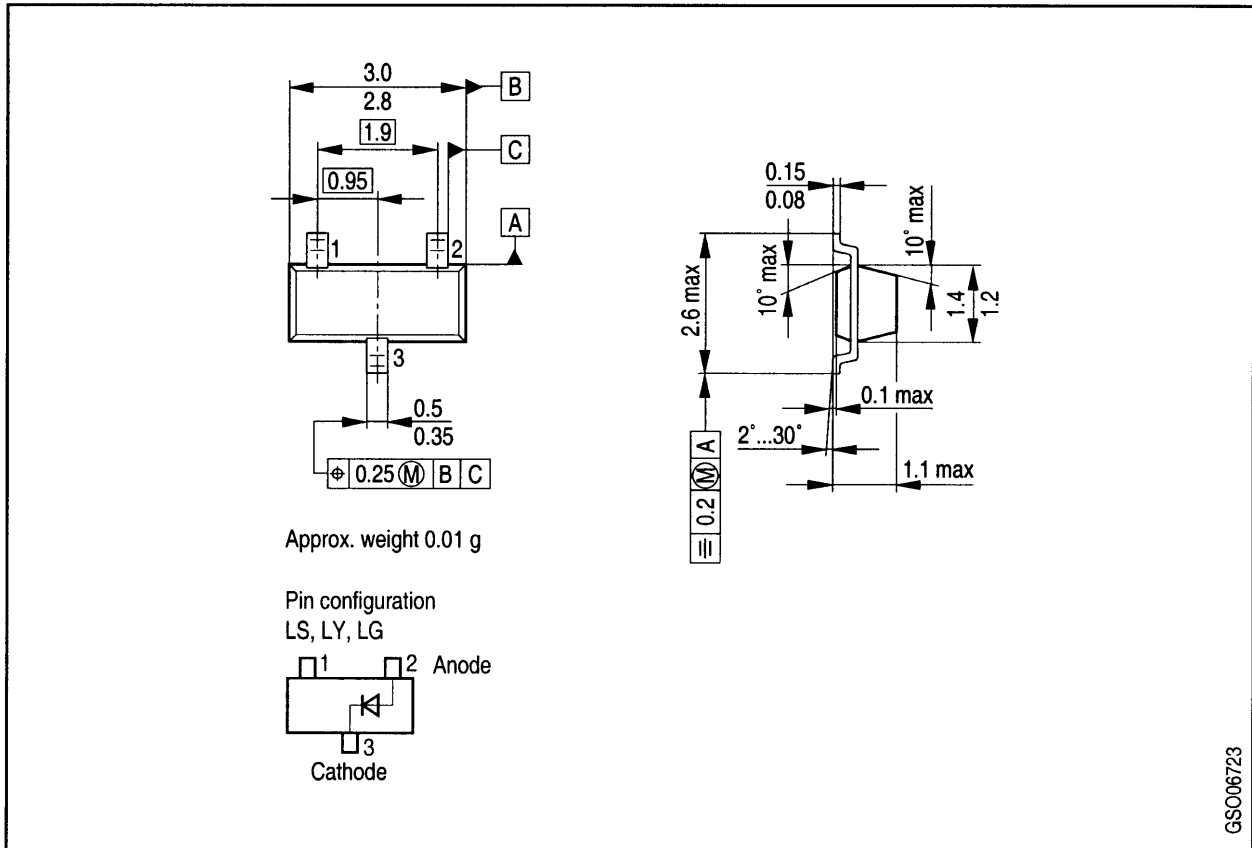 3.0
2.8
B
1.9
C
0.95
A
1
2
3
0.5
0.35
⌖ 0.25 Ⓜ B C
0.15
0.08
10° max
10° max
2.6 max
1.4
1.2
0.1 max
2°...30°
1.1 max
⌯ 0.2 Ⓜ A
Approx. weight 0.01 g
Pin configuration
LS, LY, LG
1
2 Anode
3
Cathode
GSO06723